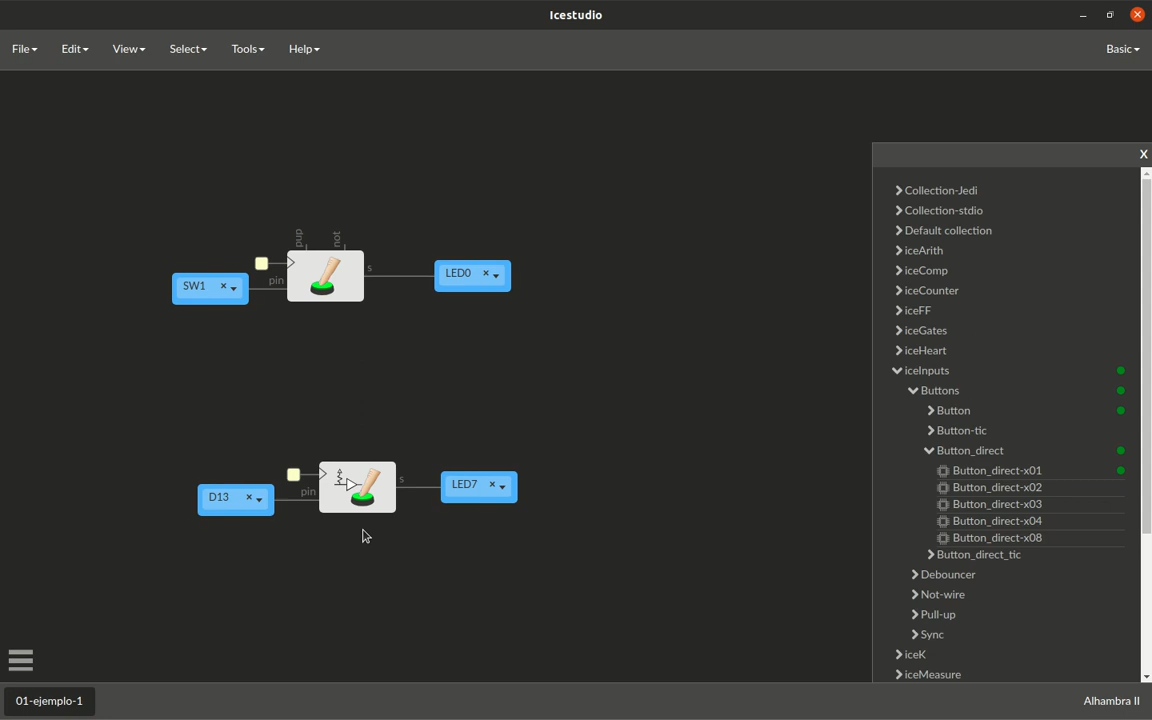 Icestudio
File Edit View Select Tools Help Basic
X
pup not
SW1 × pin s LED0 ×
D13 × pin s LED7 ×
Collection-Jedi
Collection-stdio
Default collection
iceArith
iceComp
iceCounter
iceFF
iceGates
iceHeart
iceInputs
Buttons
Button
Button-tic
Button_direct
Button_direct-x01
Button_direct-x02
Button_direct-x03
Button_direct-x04
Button_direct-x08
Button_direct_tic
Debouncer
Not-wire
Pull-up
Sync
iceK
iceMeasure
01-ejemplo-1 Alhambra II